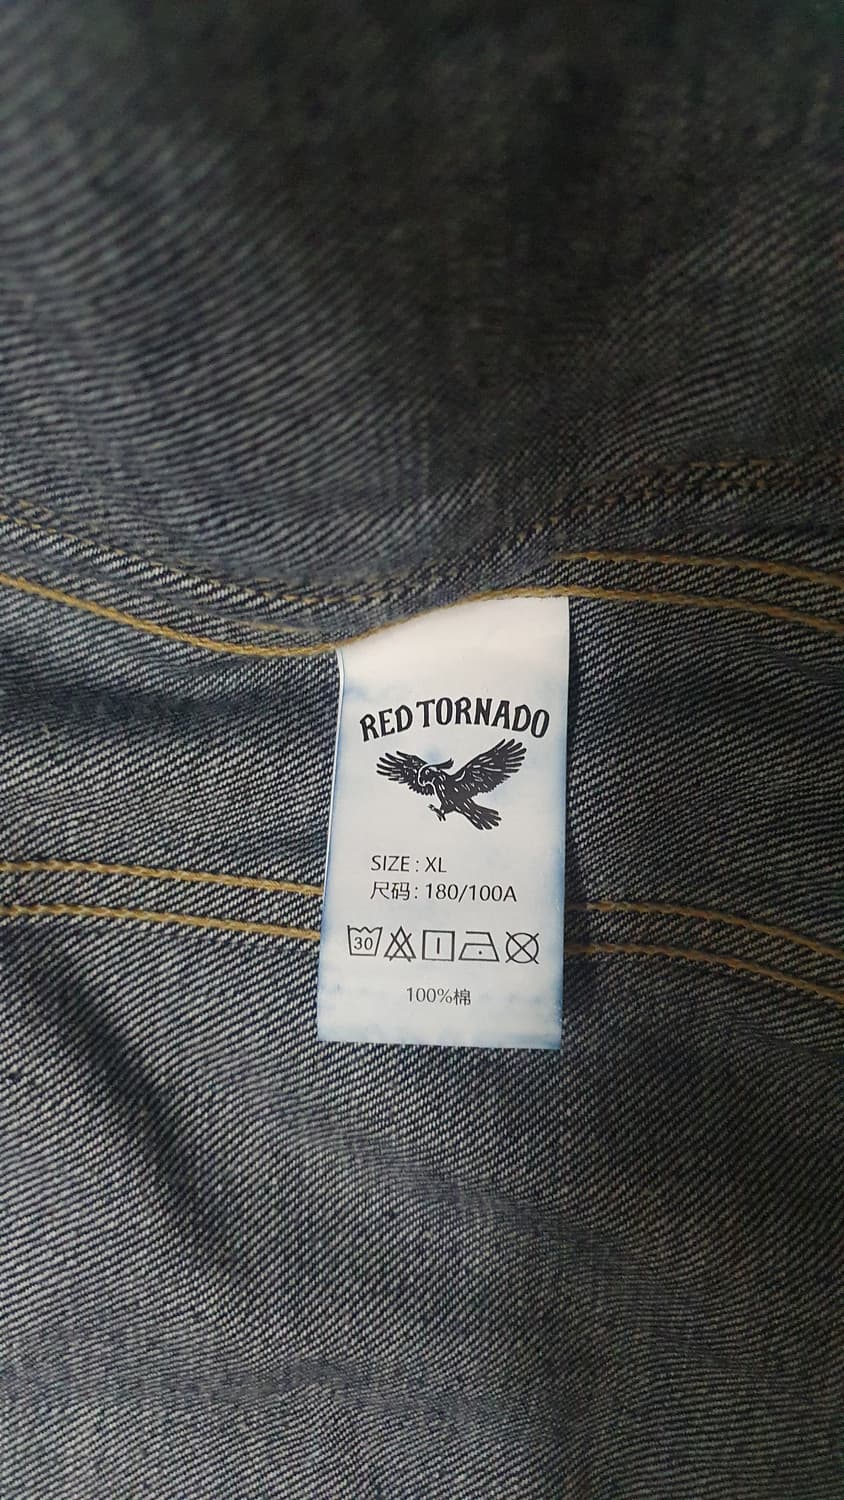 RED TORNADO
SIZE : XL
尺码 : 180/100A
30
100%棉